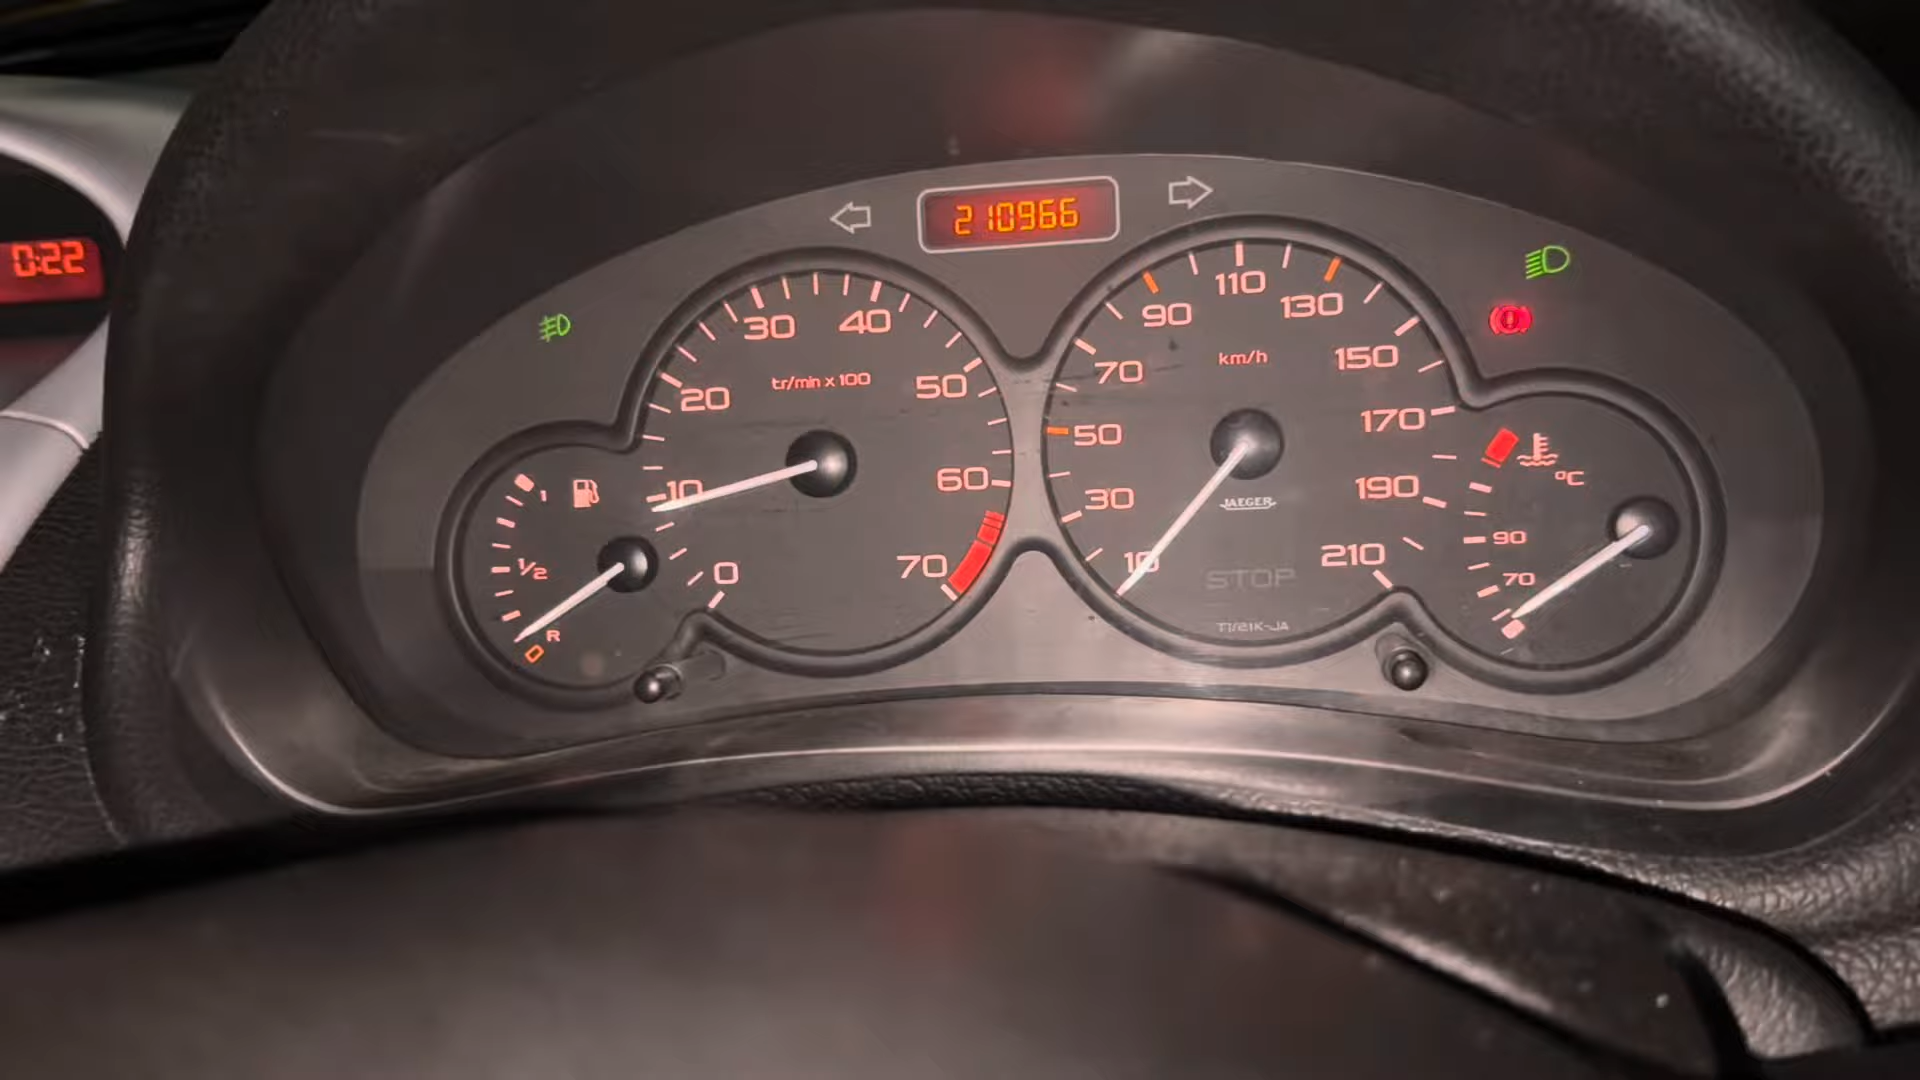 210966
0:22
30 40
20 tr/min x 100 50
10 60
0 70
90 110 130
70 km/h 150
50 170
30 JAEGER 190
10 STOP 210
1
1/2
R
0
°C
90
70